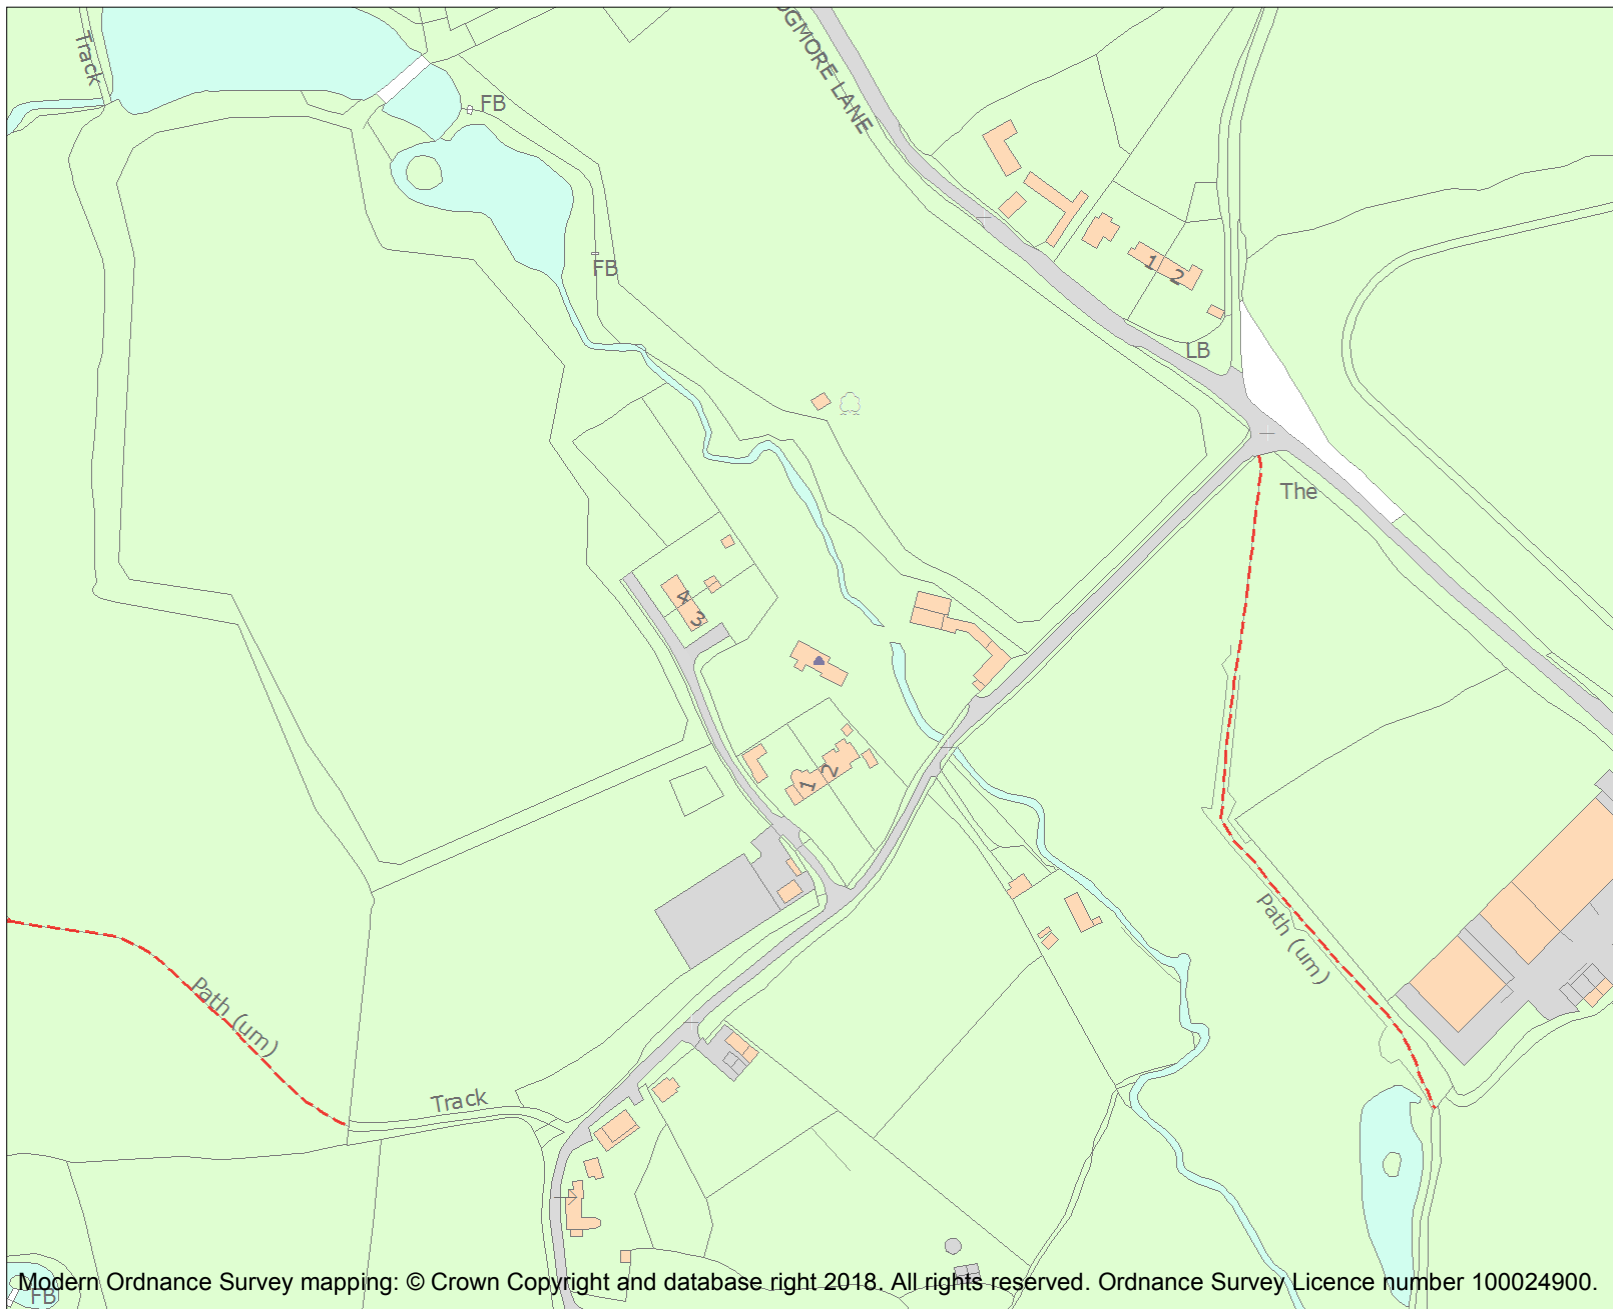 Track
OGMORE LANE
FB
FB
1 2
LB
The
4 3
1 2
Path (um)
Path (um)
Track
Modern Ordnance Survey mapping: © Crown Copyright and database right 2018. All rights reserved. Ordnance Survey Licence number 100024900.
FB